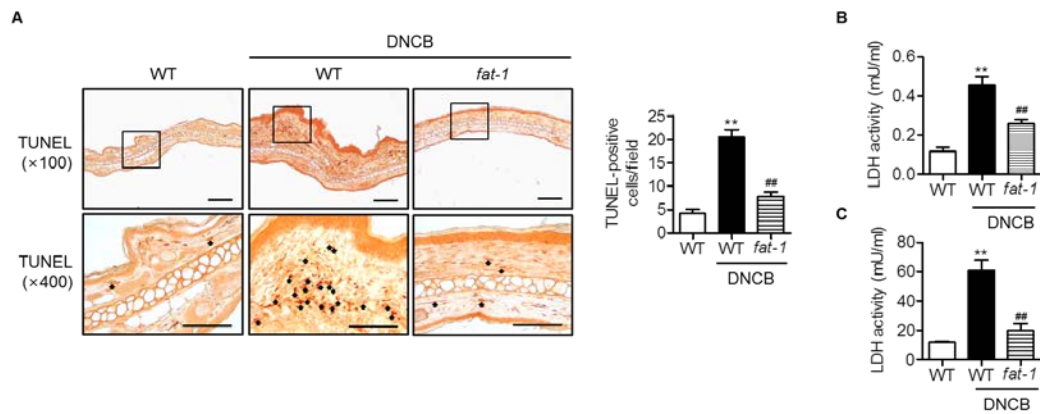 A
DNCB
WT
WT
fat-1
TUNEL
(×100)
TUNEL
(×400)
TUNEL-positive
cells/field
25
20
15
10
5
0
**
##
WT
WT
fat-1
DNCB
B
LDH activity (mU/ml)
0.6
0.4
0.2
0.0
**
##
WT
WT
fat-1
DNCB
C
LDH activity (mU/ml)
80
60
40
20
0
**
##
WT
WT
fat-1
DNCB